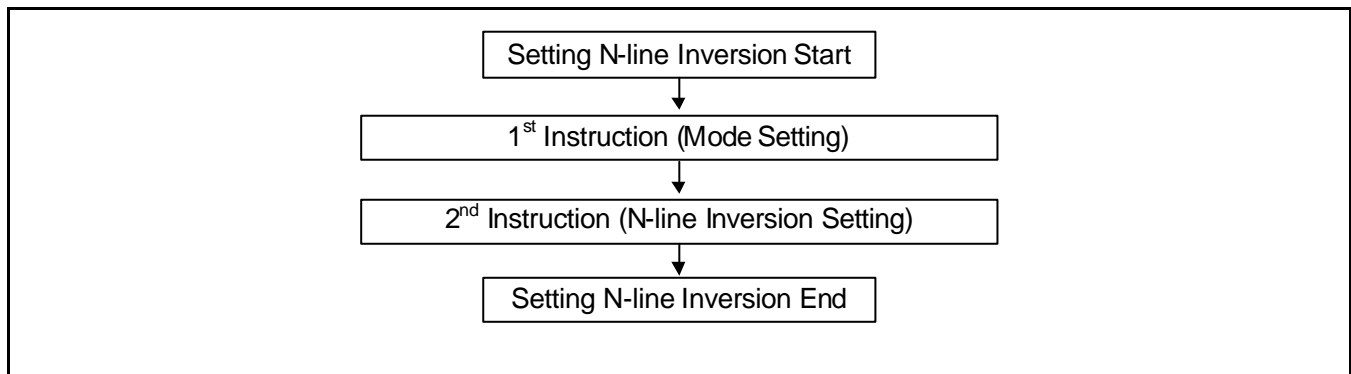 Setting N-line Inversion Start
1st Instruction (Mode Setting)
2nd Instruction (N-line Inversion Setting)
Setting N-line Inversion End